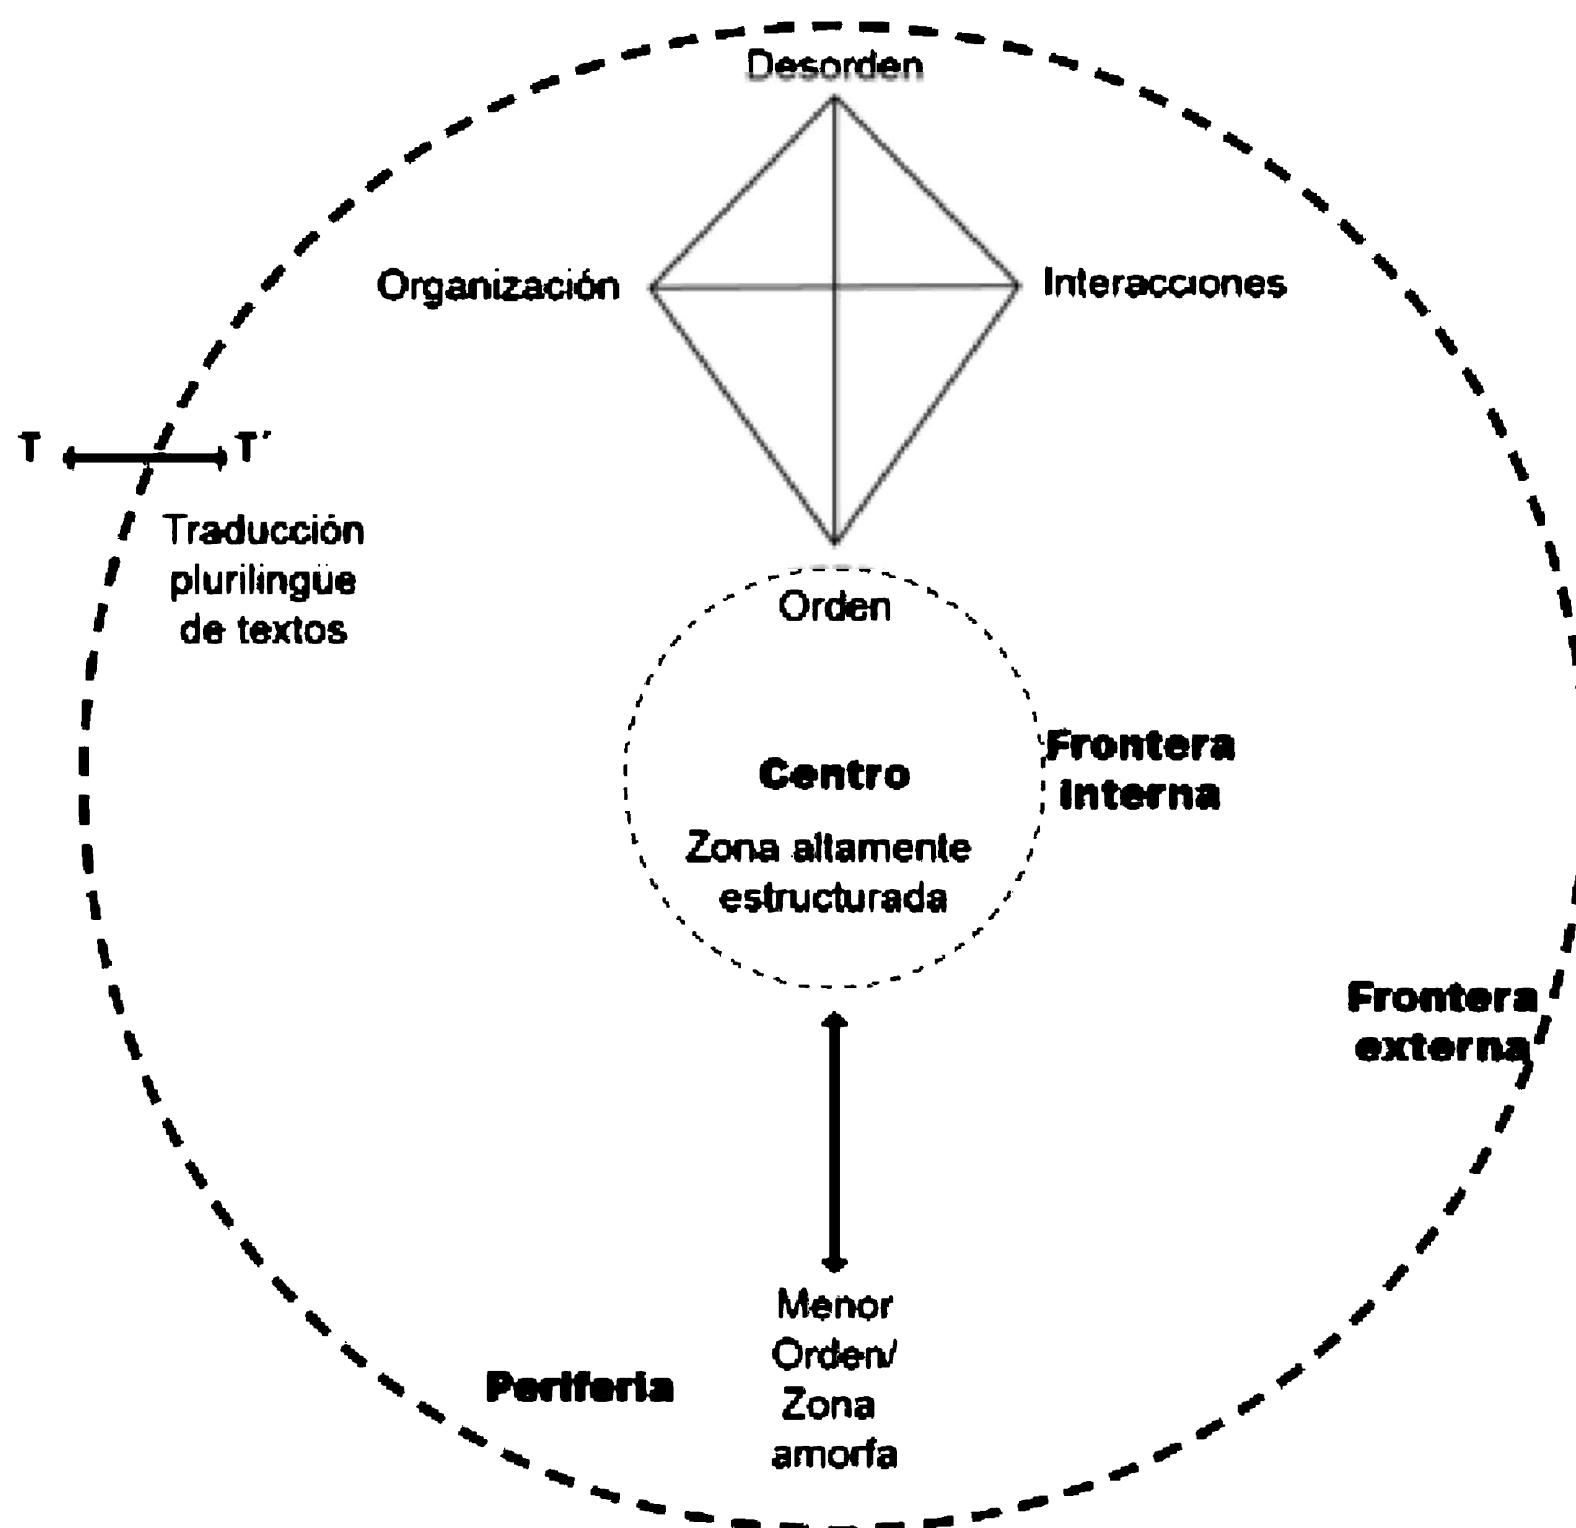 Desorden
Organización
Interacciones
T
T´
Traducción
plurilingüe
de textos
Orden
Frontera
interna
Centro
Zona altamente
estructurada
Frontera
externa
Menor
Orden/
Zona
amorfa
Periferia